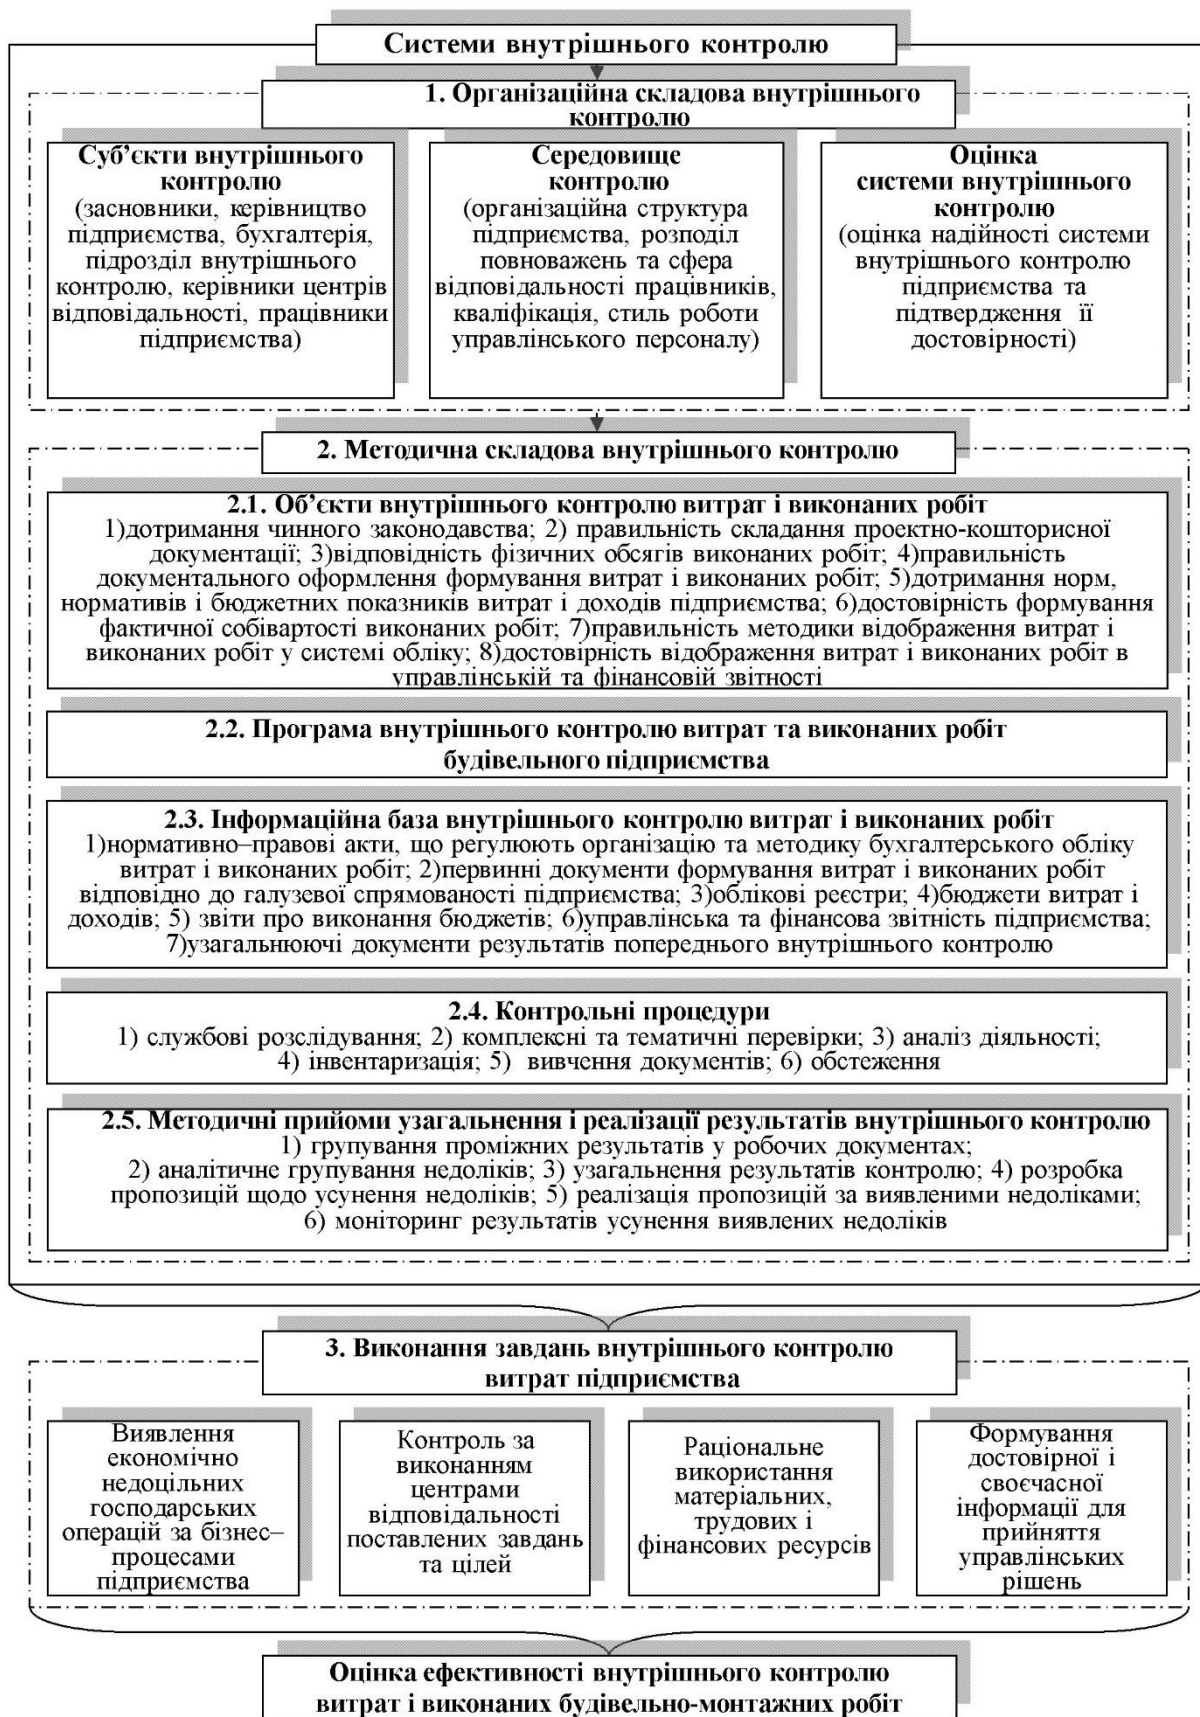 Системи внутрішнього контролю
1. Організаційна складова внутрішнього
контролю
Суб’єкти внутрішнього
контролю
(засновники, керівництво
підприємства, бухгалтерія,
підрозділ внутрішнього
контролю, керівники центрів
відповідальності, працівники
підприємства)
Середовище
контролю
(організаційна структура
підприємства, розподіл
повноважень та сфера
відповідальності працівників,
кваліфікація, стиль роботи
управлінського персоналу)
Оцінка
системи внутрішнього
контролю
(оцінка надійності системи
внутрішнього контролю
підприємства та
підтвердження її
достовірності)
2. Методична складова внутрішнього контролю
2.1. Об’єкти внутрішнього контролю витрат і виконаних робіт
1)дотримання чинного законодавства; 2) правильність складання проектно-кошторисної
документації; 3)відповідність фізичних обсягів виконаних робіт; 4)правильність
документального оформлення формування витрат і виконаних робіт; 5)дотримання норм,
нормативів і бюджетних показників витрат і доходів підприємства; 6)достовірність формування
фактичної собівартості виконаних робіт; 7)правильність методики відображення витрат і
виконаних робіт у системі обліку; 8)достовірність відображення витрат і виконаних робіт в
управлінській та фінансовій звітності
2.2. Програма внутрішнього контролю витрат та виконаних робіт
будівельного підприємства
2.3. Інформаційна база внутрішнього контролю витрат і виконаних робіт
1)нормативно–правові акти, що регулюють організацію та методику бухгалтерського обліку
витрат і виконаних робіт; 2)первинні документи формування витрат і виконаних робіт
відповідно до галузевої спрямованості підприємства; 3)облікові реєстри; 4)бюджети витрат і
доходів; 5) звіти про виконання бюджетів; 6)управлінська та фінансова звітність підприємства;
7)узагальнюючі документи результатів попереднього внутрішнього контролю
2.4. Контрольні процедури
1) службові розслідування; 2) комплексні та тематичні перевірки; 3) аналіз діяльності;
4) інвентаризація; 5) вивчення документів; 6) обстеження
2.5. Методичні прийоми узагальнення і реалізації результатів внутрішнього контролю
1) групування проміжних результатів у робочих документах;
2) аналітичне групування недоліків; 3) узагальнення результатів контролю; 4) розробка
пропозицій щодо усунення недоліків; 5) реалізація пропозицій за виявленими недоліками;
6) моніторинг результатів усунення виявлених недоліків
3. Виконання завдань внутрішнього контролю
витрат підприємства
Виявлення
економічно
недоцільних
господарських
операцій за бізнес–
процесами
підприємства
Контроль за
виконанням
центрами
відповідальності
поставлених завдань
та цілей
Раціональне
використання
матеріальних,
трудових і
фінансових ресурсів
Формування
достовірної і
своєчасної
інформації для
прийняття
управлінських
рішень
Оцінка ефективності внутрішнього контролю
витрат і виконаних будівельно-монтажних робіт